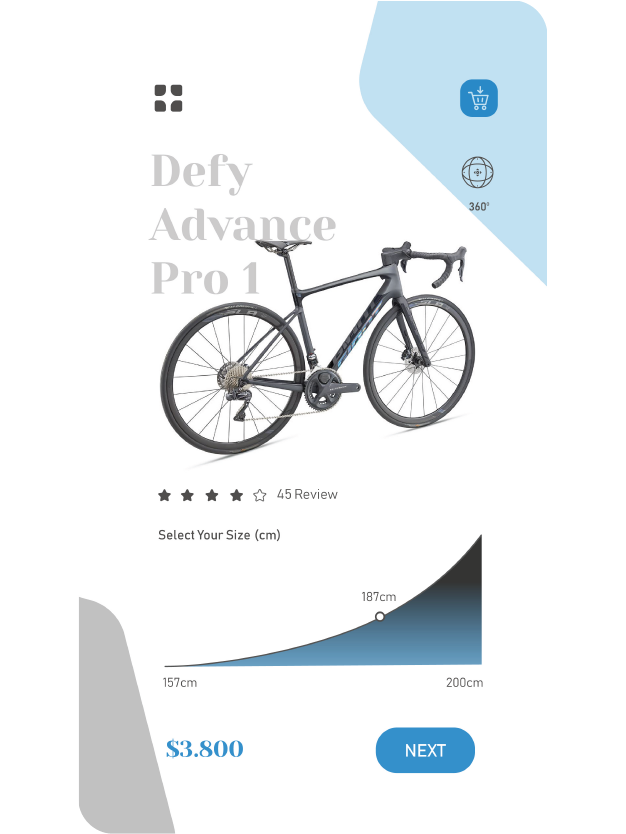 360°
Defy
Advance
Pro 1
45 Review
Select Your Size (cm)
187cm
157cm
200cm
$3.800
NEXT